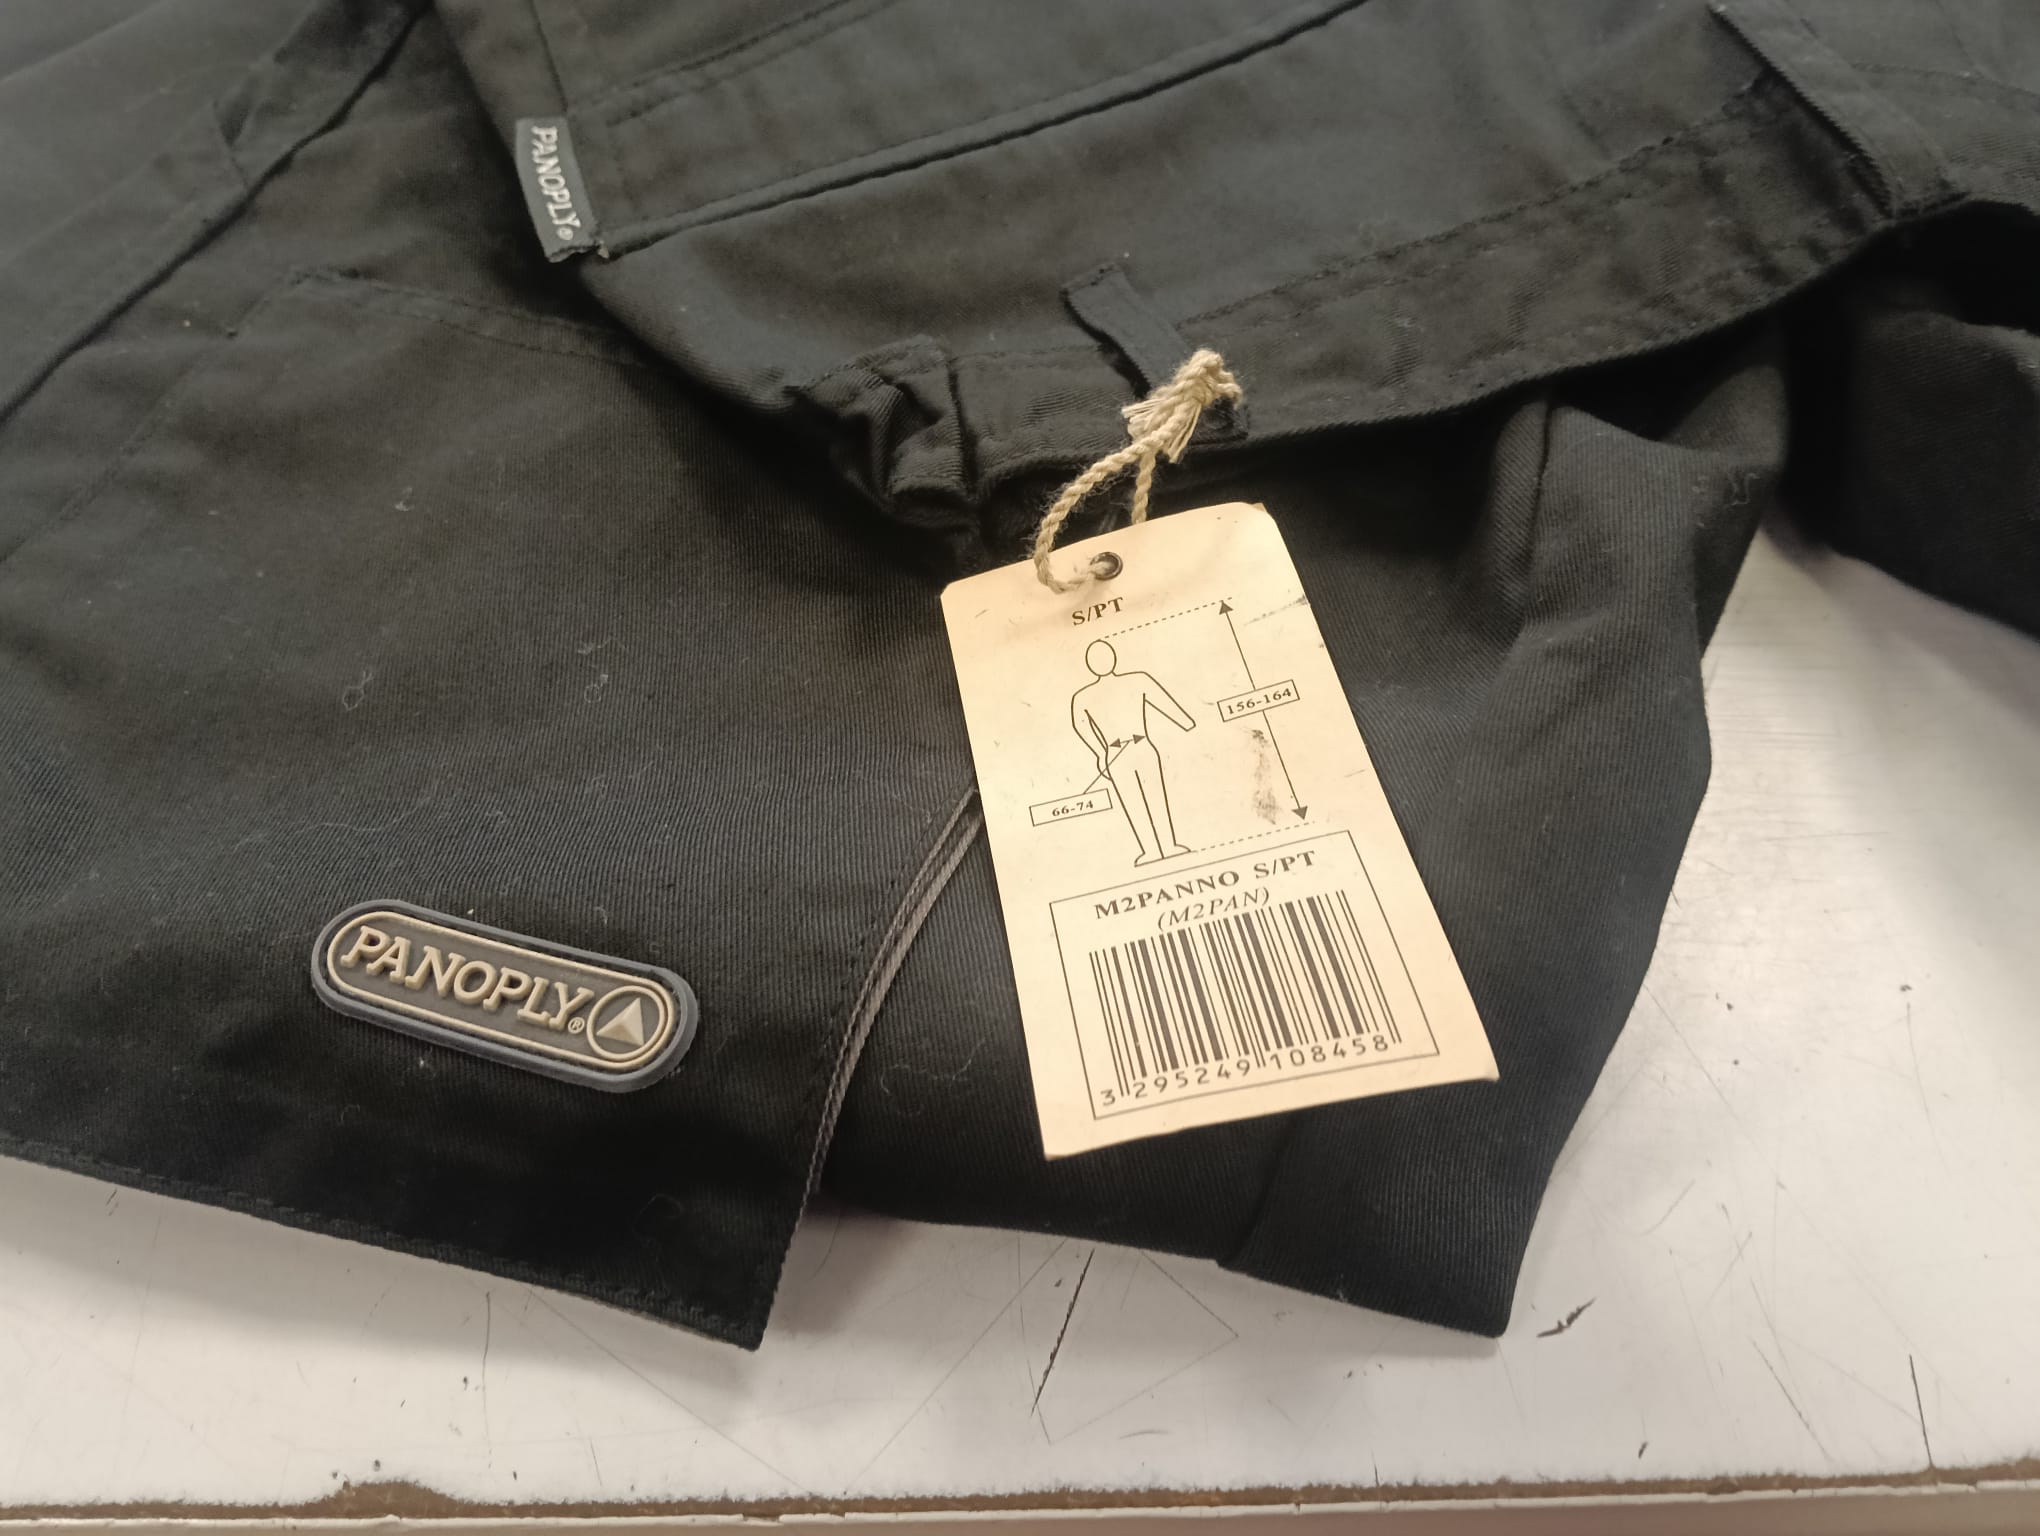 PANOPLY®
S/PT
156-164
66-74
M2PANNO S/PT
(M2PAN)
3 295249 108458
PANOPLY®